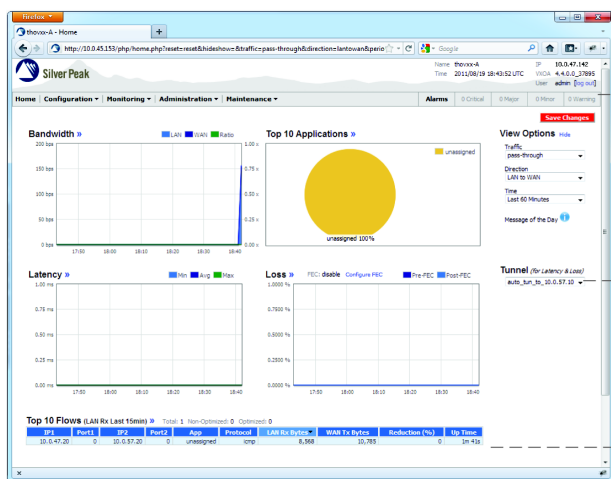 Firefox
thovxx-A - Home
+
http://10.0.45.153/php/home.php?reset=reset&hideshow=&traffic=pass-through&direction=lantowan&perio
Google
Silver Peak
Name thovxx-A IP 10.0.47.142
Time 2011/08/19 18:43:52 UTC VXOA 4.4.0.0_37895
User admin [log out]
Home Configuration Monitoring Administration Maintenance Alarms 0 Critical 0 Major 0 Minor 0 Warning
Save Changes
Bandwidth » LAN WAN Ratio
200 bps 1.00 x
150 bps 0.75 x
100 bps 0.50 x
50 bps 0.25 x
0 bps 0.00 x
17:50 18:00 18:10 18:20 18:30 18:40
Top 10 Applications »
unassigned
unassigned 100%
View Options Hide
Traffic
pass-through
Direction
LAN to WAN
Time
Last 60 Minutes
Message of the Day
Latency » Min Avg Max
1.00 ms
0.75 ms
0.50 ms
0.25 ms
0.00 ms
17:50 18:00 18:10 18:20 18:30 18:40
Loss » FEC: disable Configure FEC Pre-FEC Post-FEC
1.0000 %
0.7500 %
0.5000 %
0.2500 %
0.0000 %
17:50 18:00 18:10 18:20 18:30 18:40
Tunnel (for Latency & Loss)
auto_tun_to_10.0.57.10
Top 10 Flows (LAN Rx Last 15min) » Total: 1 Non-Optimized: 0 Optimized: 0
IP1 Port1 IP2 Port2 App Protocol LAN Rx Bytes WAN Tx Bytes Reduction (%) Up Time
10.0.47.20 0 10.0.57.20 0 unassigned icmp 8,568 10,785 0 1m 41s